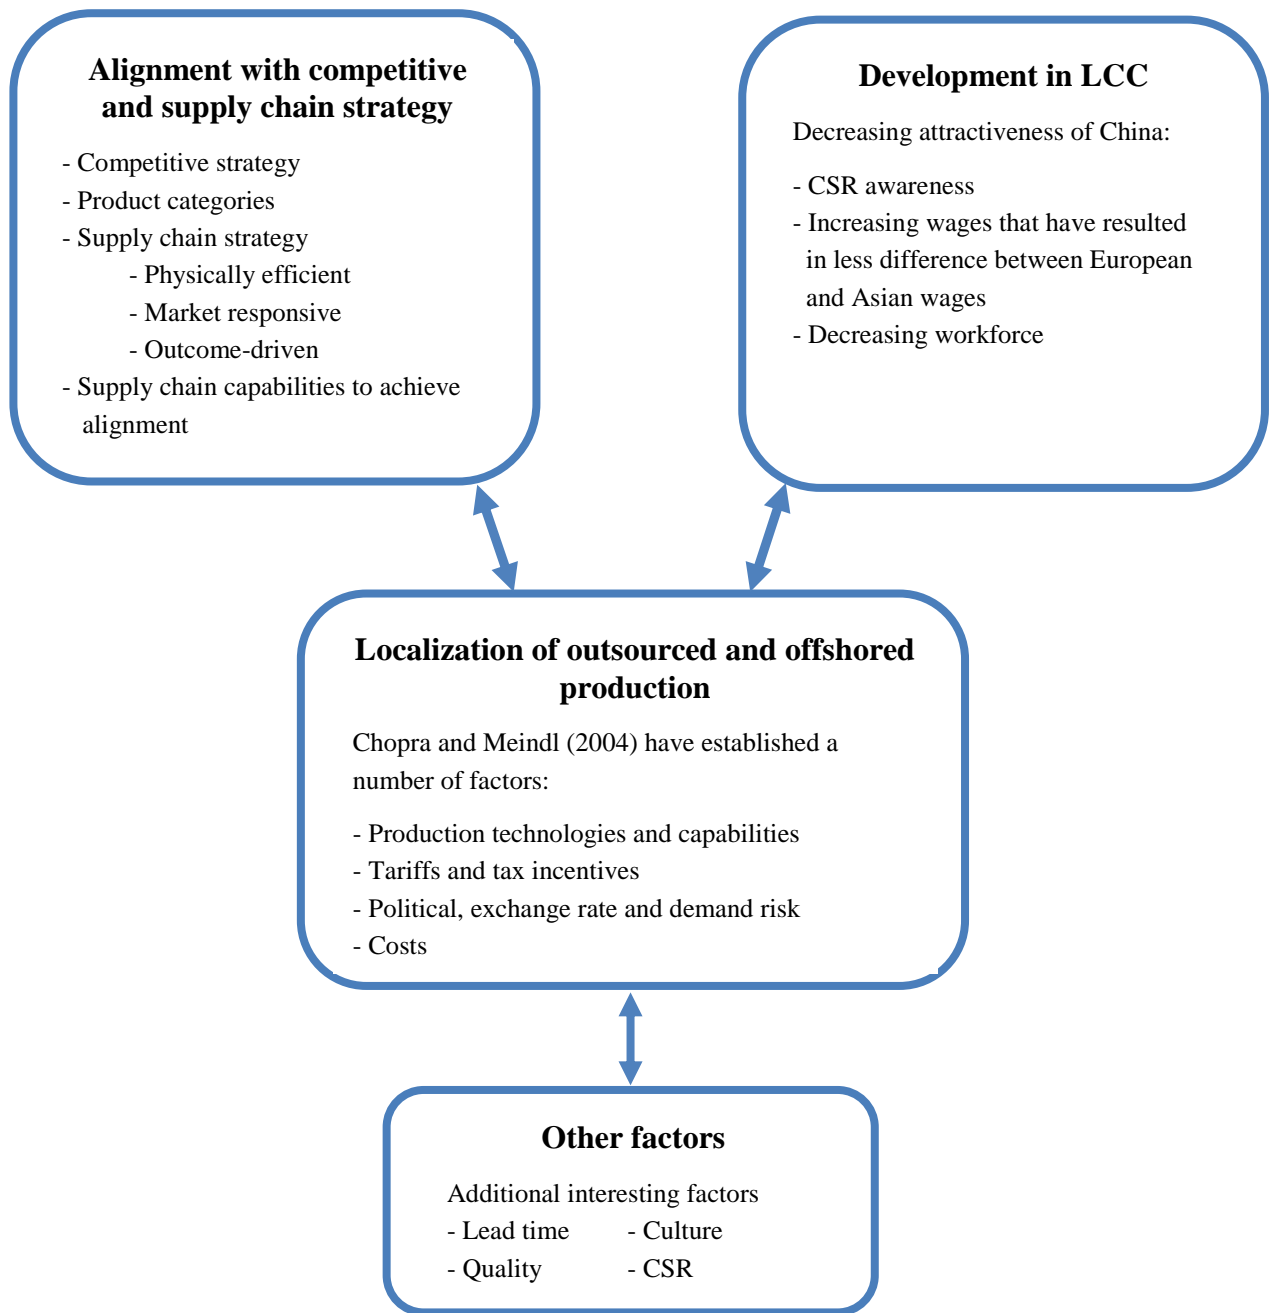 Alignment with competitive
and supply chain strategy
- Competitive strategy
- Product categories
- Supply chain strategy
- Physically efficient
- Market responsive
- Outcome-driven
- Supply chain capabilities to achieve
alignment
Development in LCC
Decreasing attractiveness of China:
- CSR awareness
- Increasing wages that have resulted
in less difference between European
and Asian wages
- Decreasing workforce
Localization of outsourced and offshored
production
Chopra and Meindl (2004) have established a
number of factors:
- Production technologies and capabilities
- Tariffs and tax incentives
- Political, exchange rate and demand risk
- Costs
Other factors
Additional interesting factors
- Lead time - Culture
- Quality - CSR